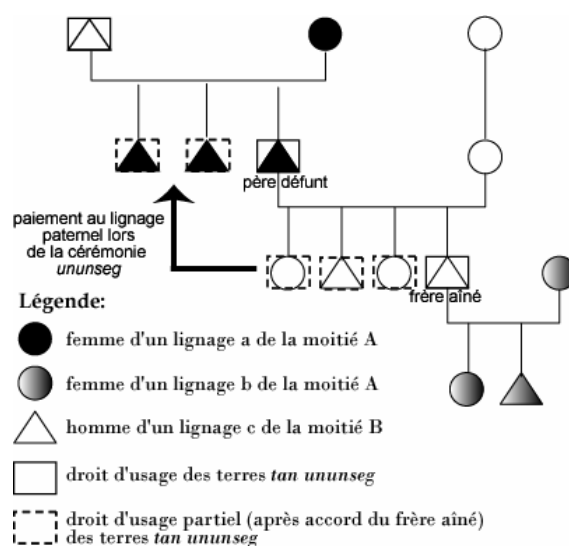 père défunt
paiement au lignage
paternel lors
de la cérémonie
ununseg
frère aîné
Légende:
femme d'un lignage a de la moitié A
femme d'un lignage b de la moitié A
homme d'un lignage c de la moitié B
droit d'usage des terres tan ununseg
droit d'usage partiel (après accord du frère aîné)
des terres tan ununseg